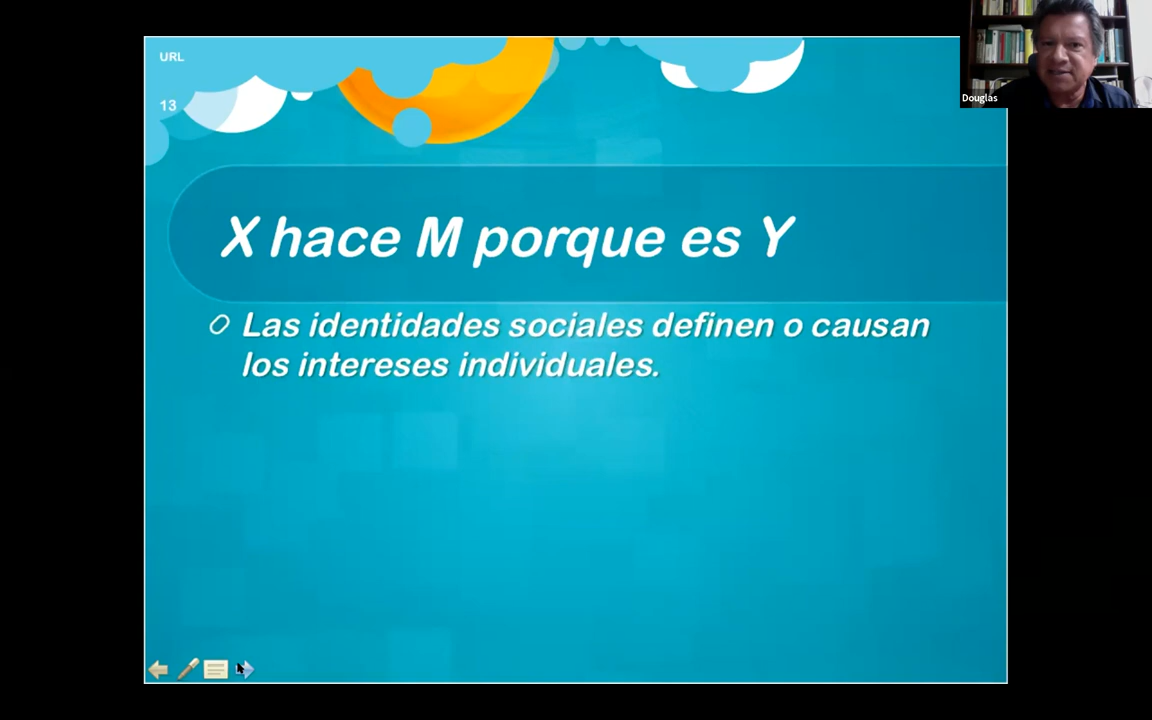 URL
13
Douglas
X hace M porque es Y
Las identidades sociales definen o causan
los intereses individuales.